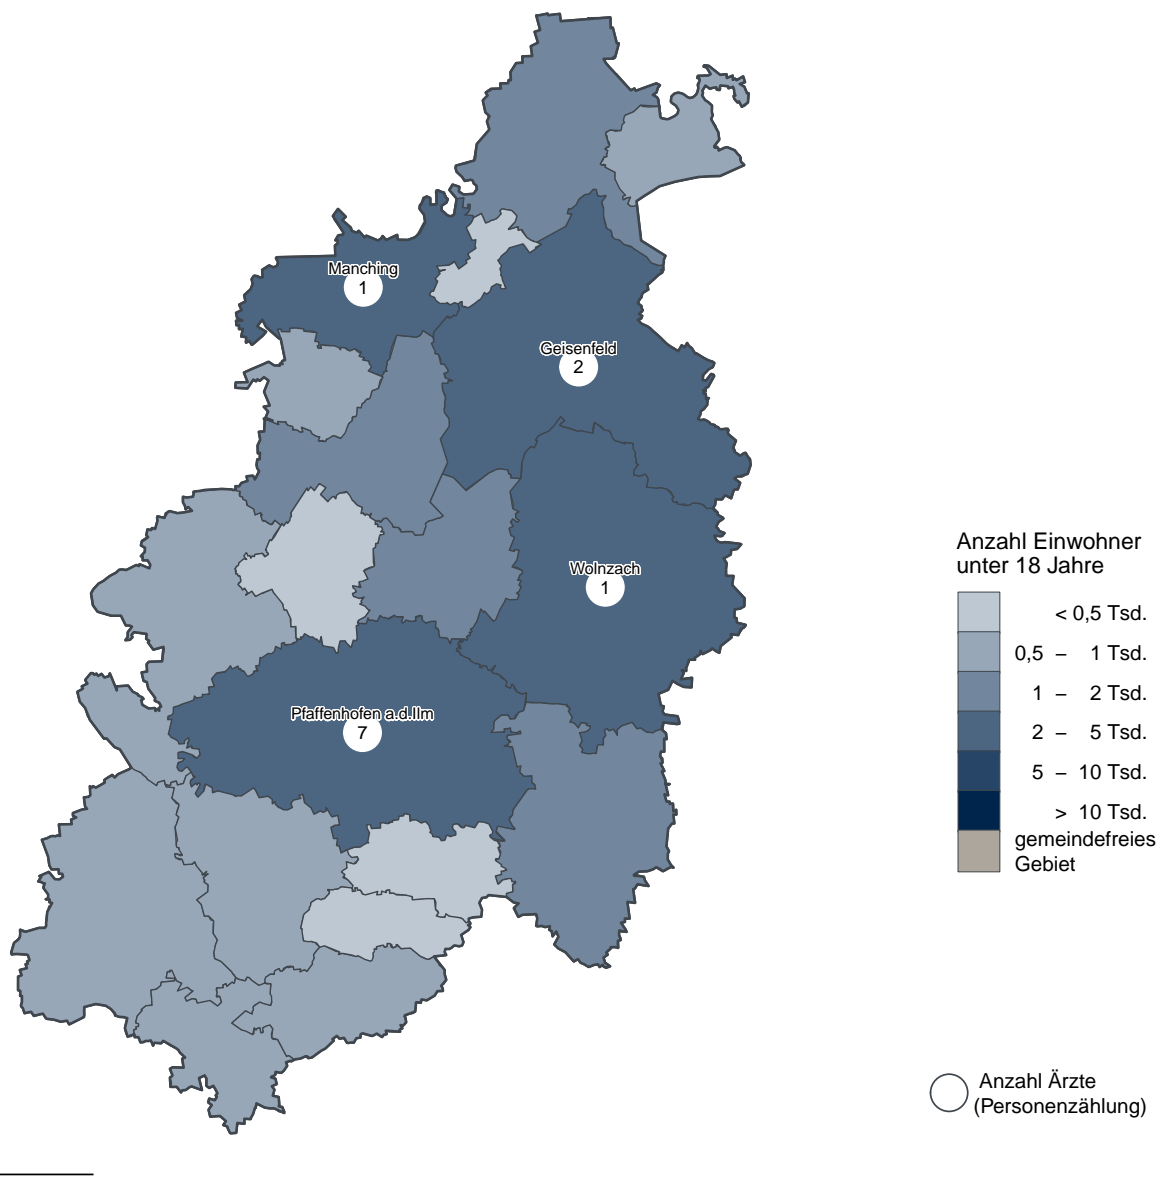 Manching
1
Geisenfeld
2
Wolnzach
1
Pfaffenhofen a.d.Ilm
7
Anzahl Einwohner
unter 18 Jahre
< 0,5 Tsd.
0,5 – 1 Tsd.
1 – 2 Tsd.
2 – 5 Tsd.
5 – 10 Tsd.
> 10 Tsd.
gemeindefreies
Gebiet
Anzahl Ärzte
(Personenzählung)